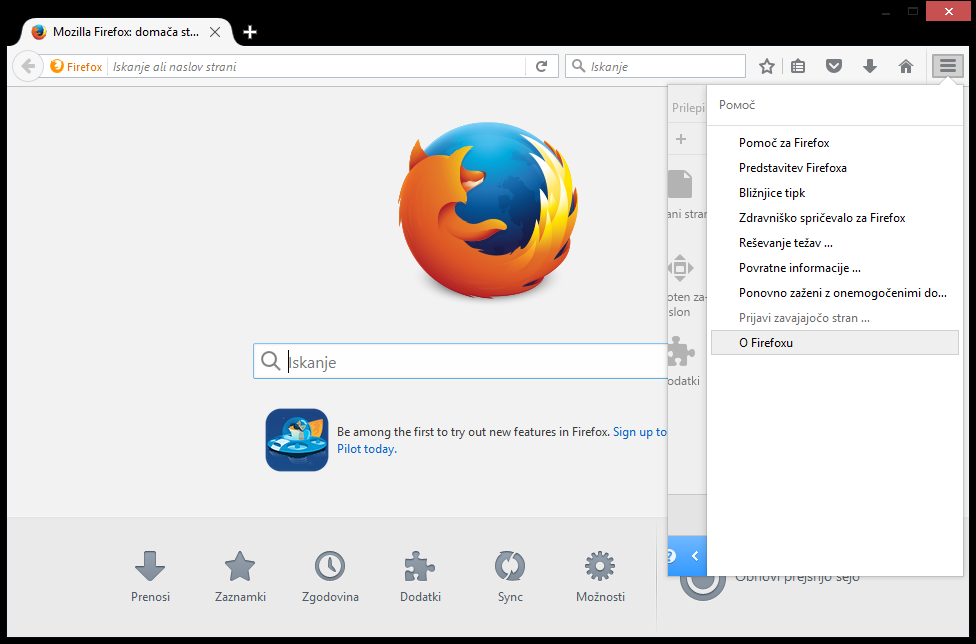 Mozilla Firefox: domača st...
Firefox
Iskanje ali naslov strani
Iskanje
Prilepi
Pomoč
Pomoč za Firefox
Predstavitev Firefoxa
Bližnjice tipk
ani stran
Zdravniško spričevalo za Firefox
Reševanje težav ...
Povratne informacije ...
oten za-
Ponovno zaženi z onemogočenimi do...
slon
Prijavi zavajajočo stran ...
O Firefoxu
Iskanje
odatki
Be among the first to try out new features in Firefox. Sign up to
Pilot today.
Prenosi
Zaznamki
Zgodovina
Dodatki
Sync
Možnosti
Obnovi prejšnjo sejo